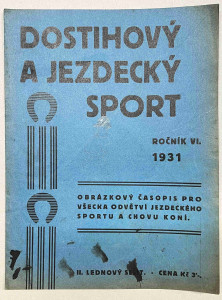 DOSTIHOVÝ
A JEZDECKÝ
SPORT
ROČNÍK VI.
1931
OBRÁZKOVÝ ČASOPIS PRO
VŠECKA ODVĚTVÍ JEZDECKÉHO
SPORTU A CHOVU KONÍ.
II. LEDNOVÝ SEŠIT. · CENA KČ 3'-.